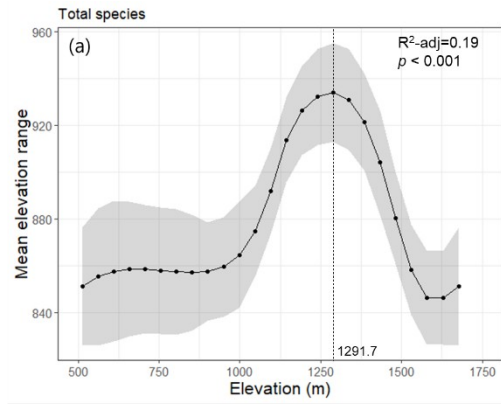 Total species
(a)
R²-adj=0.19
p < 0.001
Mean elevation range
960
920
880
840
1291.7
500
750
1000
1250
1500
1750
Elevation (m)